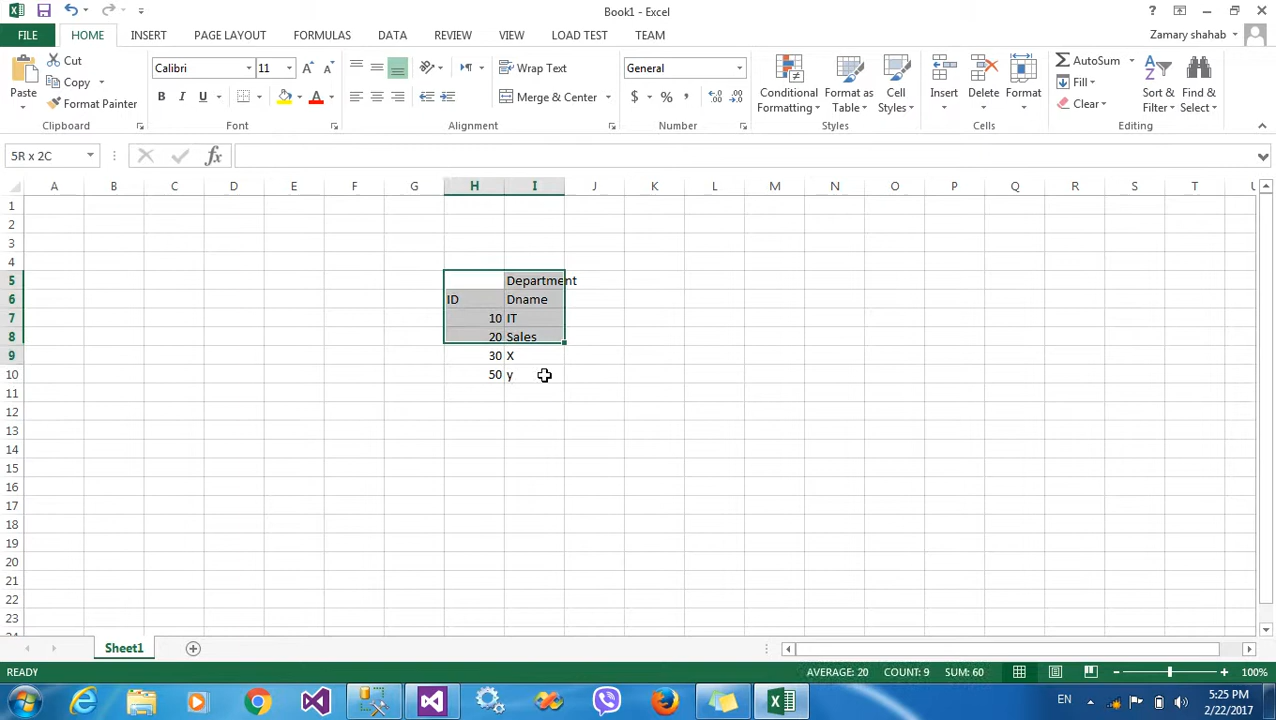 Book1 - Excel
FILE HOME INSERT PAGE LAYOUT FORMULAS DATA REVIEW VIEW LOAD TEST TEAM Zamary shahab
Cut
Copy
Format Painter
Paste
Clipboard
Calibri 11
B I U
Font
Wrap Text
Merge & Center
Alignment
General
$ % ,
Number
Conditional Formatting
Format as Table
Cell Styles
Styles
Insert
Delete
Format
Cells
AutoSum
Fill
Clear
Sort & Filter
Find & Select
Editing
5R x 2C fx
A B C D E F G H I J K L M N O P Q R S T U
1
2
3
4
5 Department
6 ID Dname
7 10 IT
8 20 Sales
9 30 X
10 50 y
11
12
13
14
15
16
17
18
19
20
21
22
23
24
Sheet1
READY AVERAGE: 20 COUNT: 9 SUM: 60 100%
EN 5:25 PM
2/22/2017